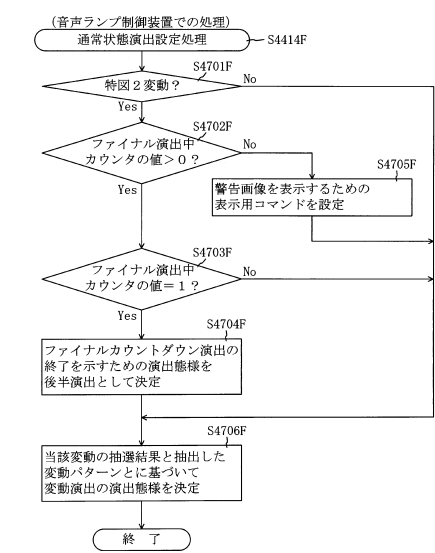 (音声ランプ制御装置での処理)
通常状態演出設定処理
S4414F
S4701F
特図2変動?
No
Yes
S4702F
ファイナル演出中
カウンタの値>0?
No
Yes
S4705F
警告画像を表示するための
表示用コマンドを設定
S4703F
ファイナル演出中
カウンタの値=1?
No
Yes
S4704F
ファイナルカウントダウン演出の
終了を示すための演出態様を
後半演出として決定
S4706F
当該変動の抽選結果と抽出した
変動パターンとに基づいて
変動演出の演出態様を決定
終 了